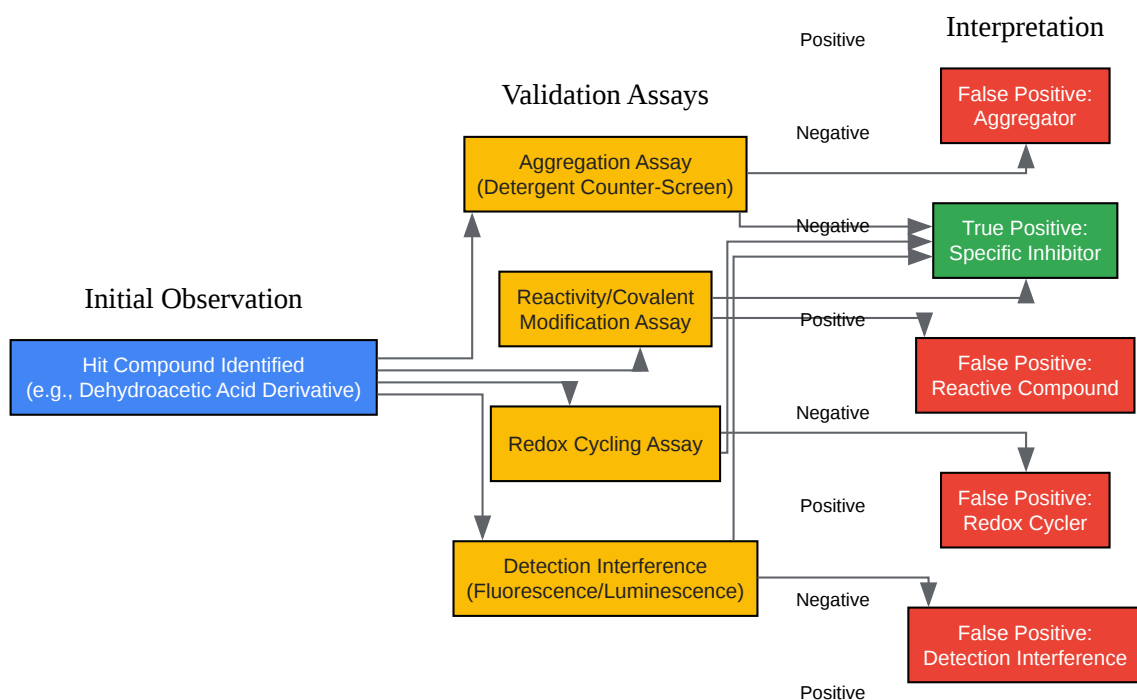 Initial Observation
Hit Compound Identified
(e.g., Dehydroacetic Acid Derivative)
Validation Assays
Aggregation Assay
(Detergent Counter-Screen)
Reactivity/Covalent
Modification Assay
Redox Cycling Assay
Detection Interference
(Fluorescence/Luminescence)
Positive
Negative
Negative
Positive
Negative
Positive
Negative
Positive
Interpretation
False Positive:
Aggregator
True Positive:
Specific Inhibitor
False Positive:
Reactive Compound
False Positive:
Redox Cycler
False Positive:
Detection Interference